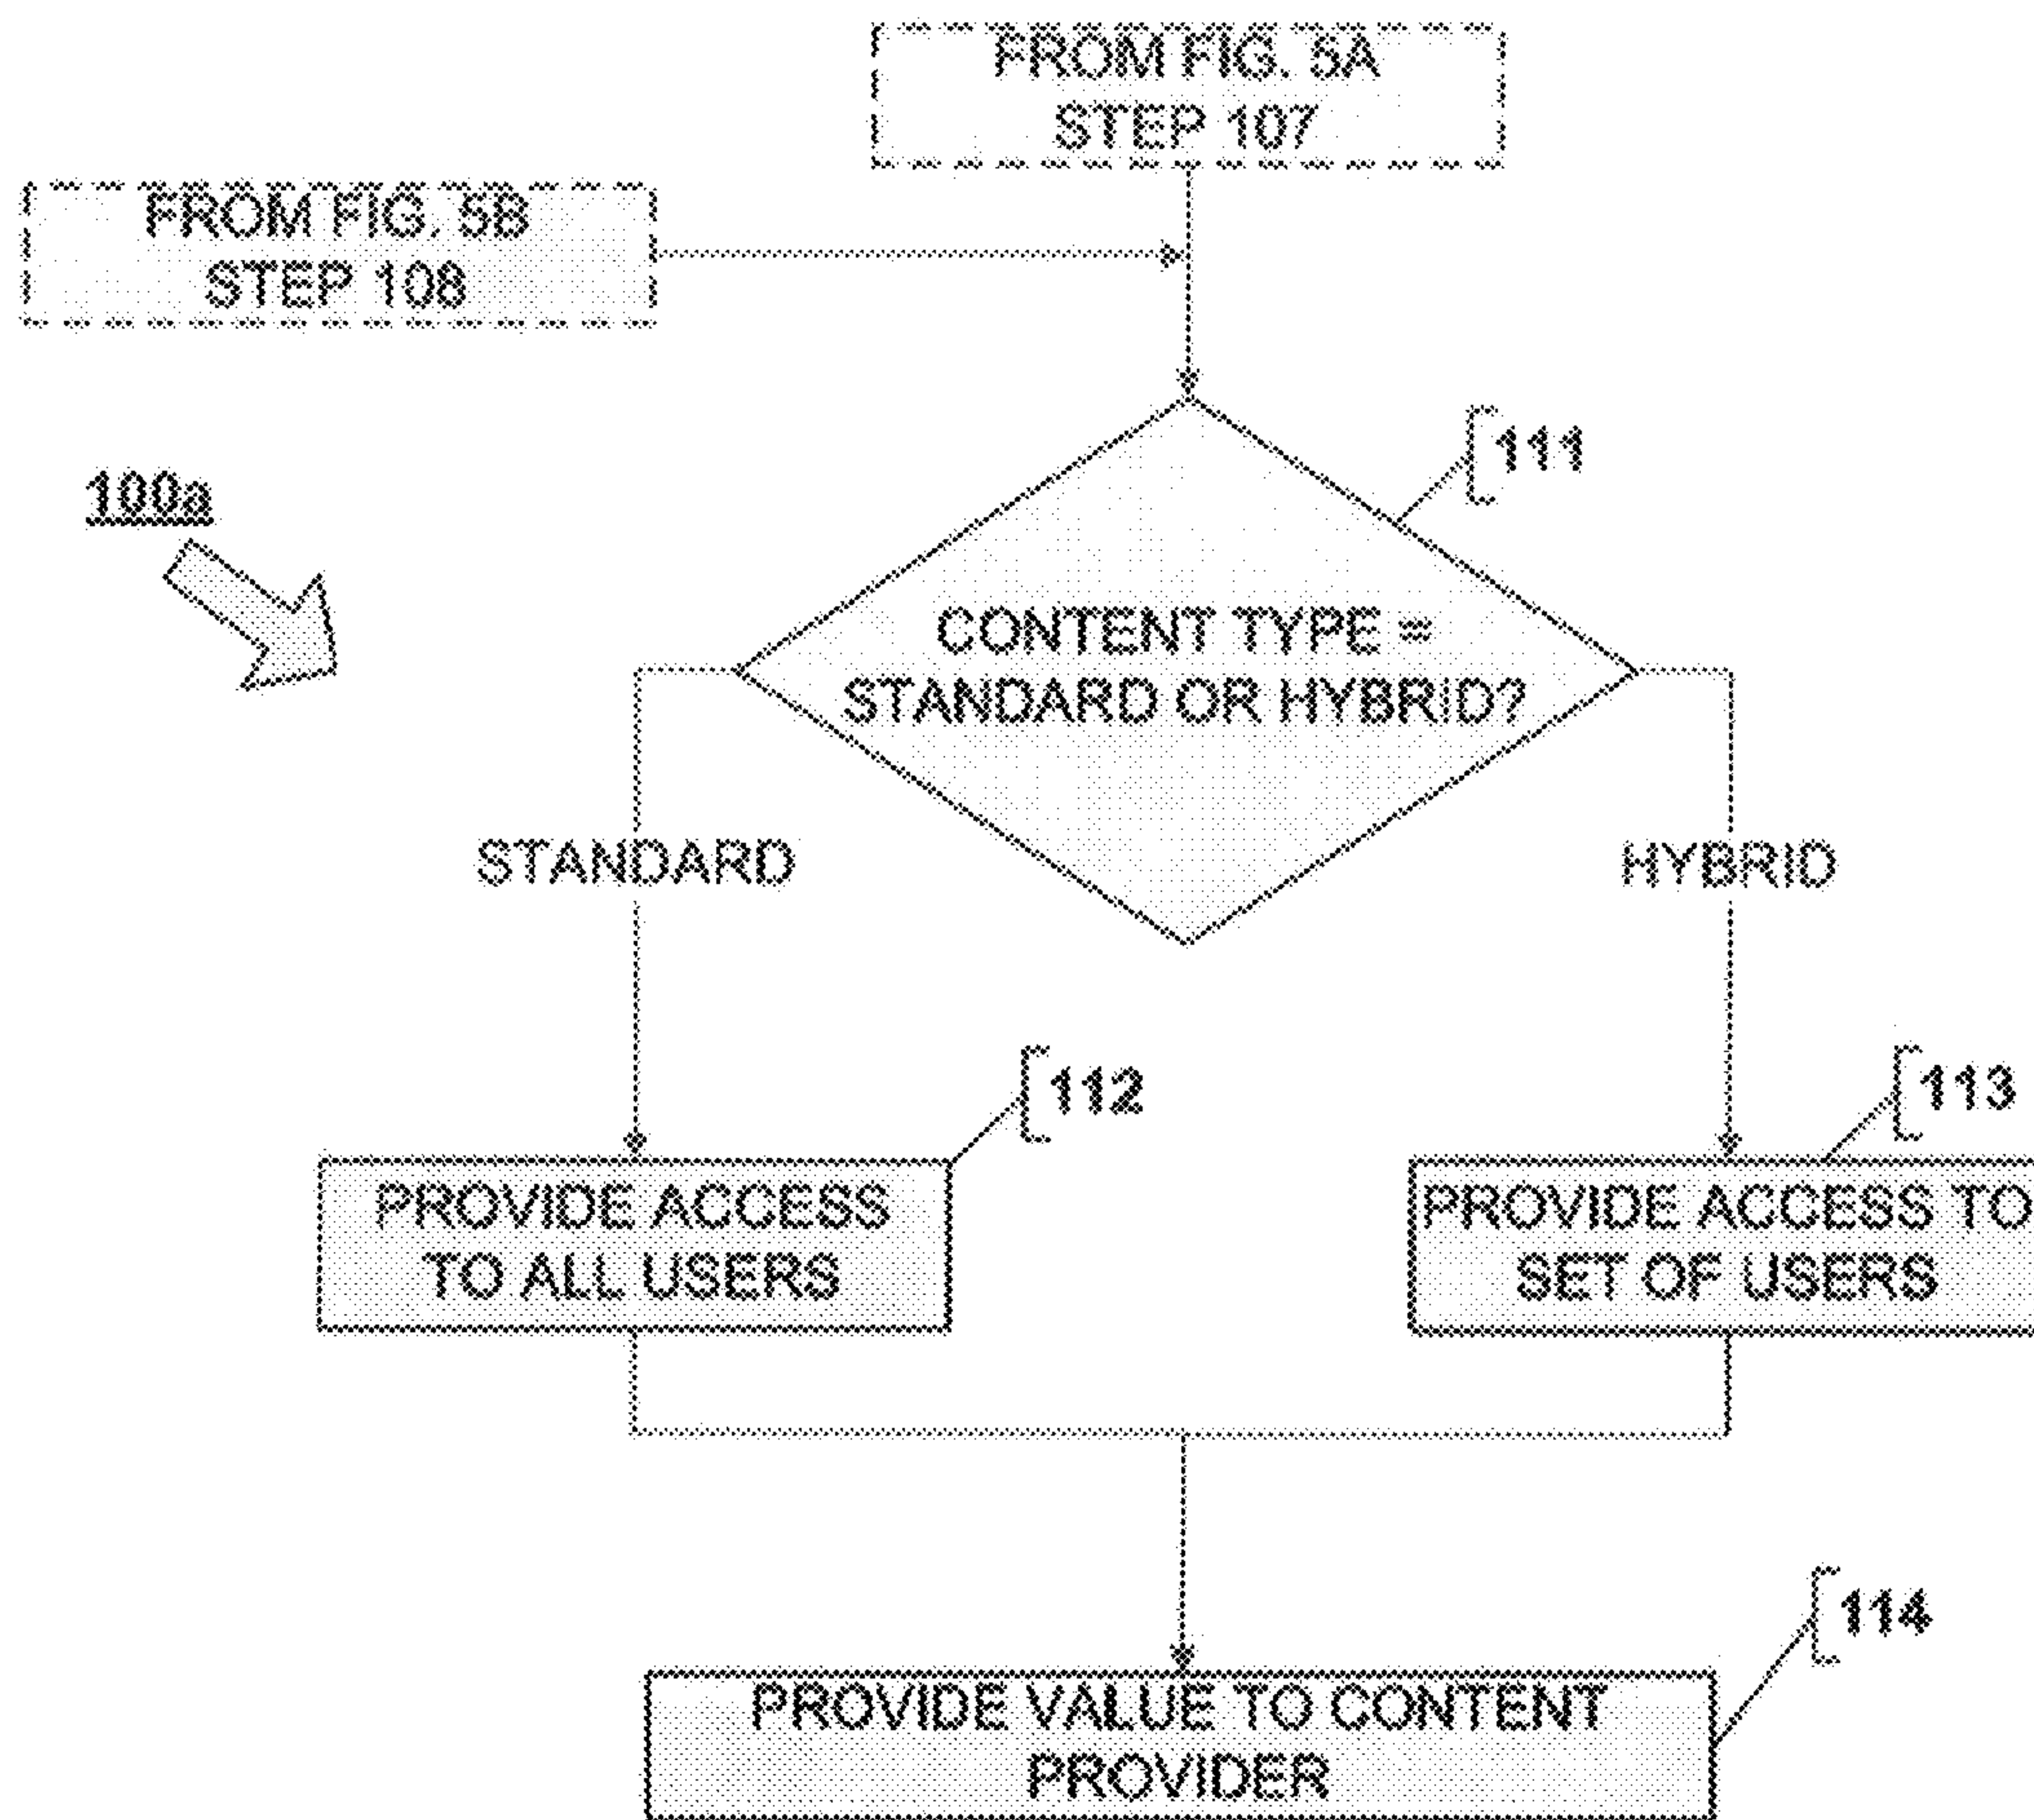 FROM FIG. 5A
STEP 107
FROM FIG. 5B
STEP 108
111
100a
CONTENT TYPE =
STANDARD OR HYBRID?
STANDARD
HYBRID
112
113
PROVIDE ACCESS
TO ALL USERS
PROVIDE ACCESS TO
SET OF USERS
114
PROVIDE VALUE TO CONTENT
PROVIDER